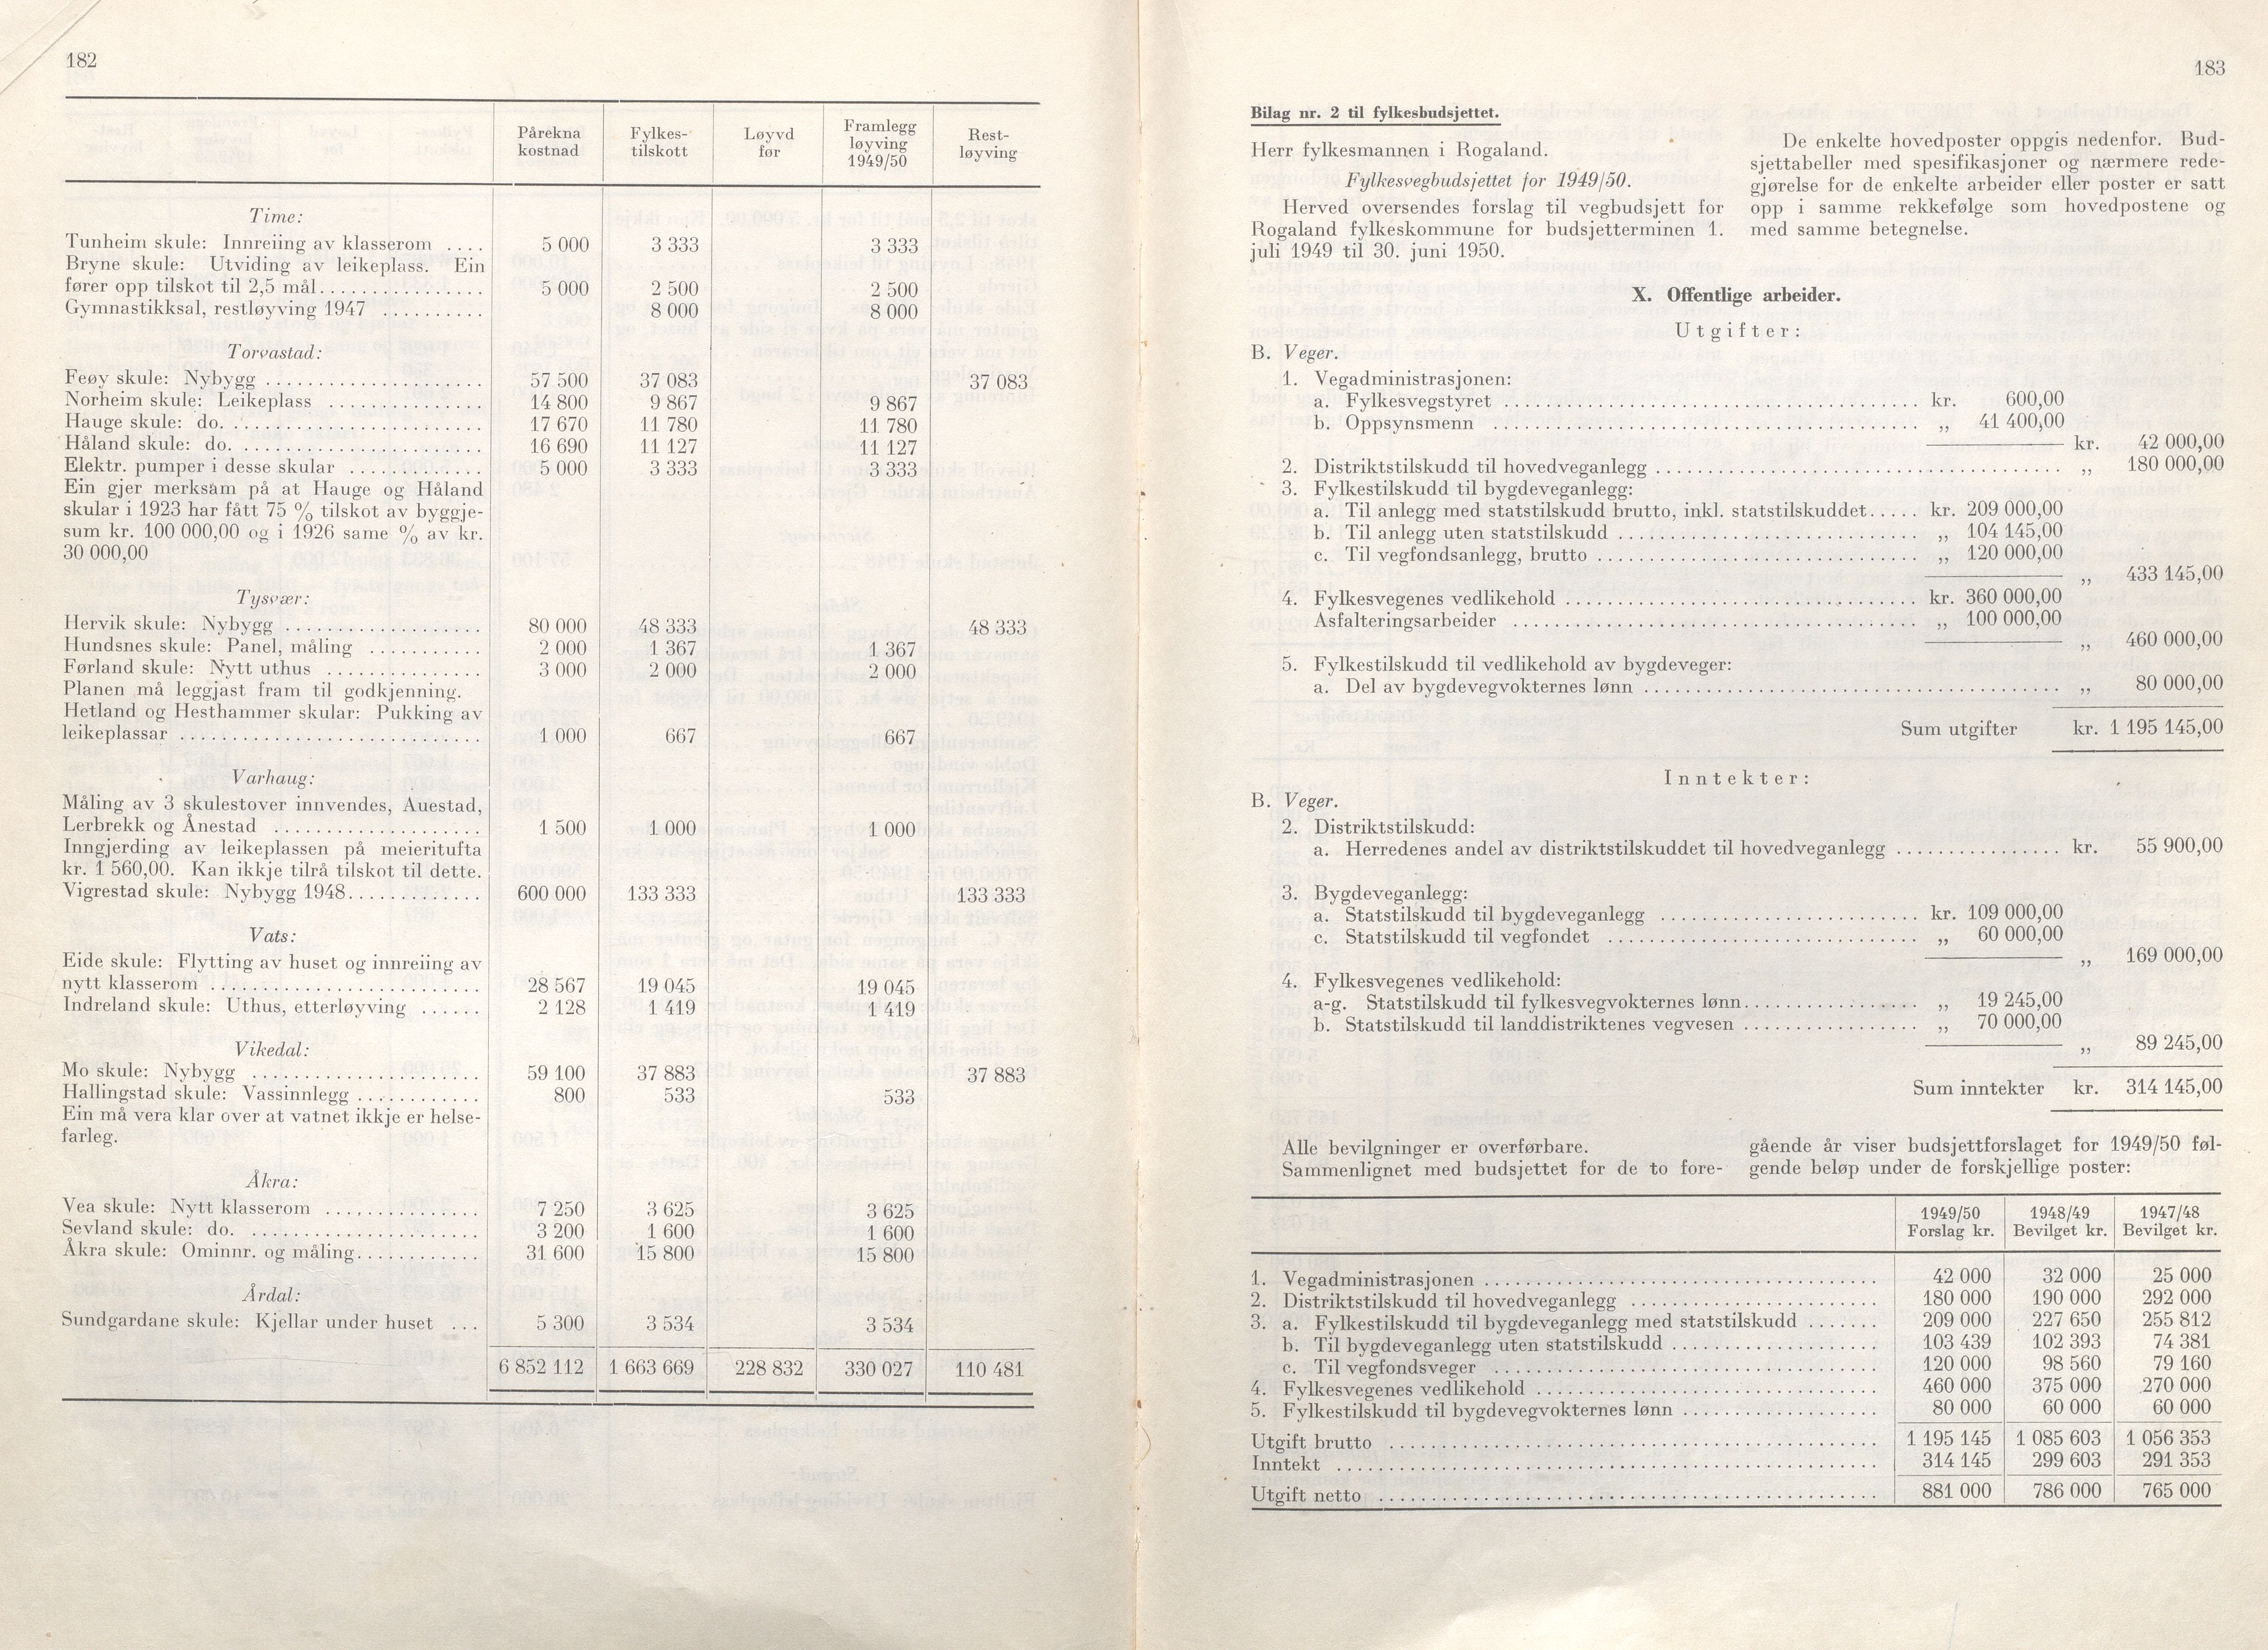 182
Pårekna kostnad | Fylkes-tilskott | Løyvd før | Framlegg løyving 1949/50 | Rest-løyving
Time:
Tunheim skule: Innreiing av klasserom .... 5 000 3 333 3 333
Bryne skule: Utviding av leikeplass. Ein
fører opp tilskot til 2,5 mål................ 5 000 2 500 2 500
Gymnastikksal, restløyving 1947 .......... 8 000 8 000
Torvastad:
Feøy skule: Nybygg ..................... 57 500 37 083 37 083
Norheim skule: Leikeplass ............... 14 800 9 867 9 867
Hauge skule: do. ........................ 17 670 11 780 11 780
Håland skule: do. ....................... 16 690 11 127 11 127
Elektr. pumper i desse skular ............. 5 000 3 333 3 333
Ein gjer merksam på at Hauge og Håland
skular i 1923 har fått 75 % tilskot av byggje-
sum kr. 100 000,00 og i 1926 same % av kr.
30 000,00
Tysvær:
Hervik skule: Nybygg ................... 80 000 48 333 48 333
Hundsnes skule: Panel, måling ........... 2 000 1 367 1 367
Førland skule: Nytt uthus ............... 3 000 2 000 2 000
Planen må leggjast fram til godkjenning.
Hetland og Hesthammer skular: Pukking av
leikeplassar ............................. 1 000 667 667
Varhaug:
Måling av 3 skulestover innvendes, Auestad,
Lerbrekk og Ånestad .................... 1 500 1 000 1 000
Inngjerding av leikeplassen på meieritufta
kr. 1 560,00. Kan ikkje tilrå tilskot til dette.
Vigrestad skule: Nybygg 1948............. 600 000 133 333 133 333
Vats:
Eide skule: Flytting av huset og innreiing av
nytt klasserom .......................... 28 567 19 045 19 045
Indreland skule: Uthus, etterløyving ...... 2 128 1 419 1 419
Vikedal:
Mo skule: Nybygg ...................... 59 100 37 883 37 883
Hallingstad skule: Vassinnlegg ............ 800 533 533
Ein må vera klar over at vatnet ikkje er helse-
farleg.
Åkra:
Vea skule: Nytt klasserom ............... 7 250 3 625 3 625
Sevland skule: do. ...................... 3 200 1 600 1 600
Åkra skule: Ominnr. og måling............ 31 600 15 800 15 800
Årdal:
Sundgardane skule: Kjellar under huset ... 5 300 3 534 3 534
6 852 112 1 663 669 228 832 330 027 110 481
183
Bilag nr. 2 til fylkesbudsjettet.
Herr fylkesmannen i Rogaland.
Fylkesvegbudsjettet for 1949/50.
Herved oversendes forslag til vegbudsjett for
Rogaland fylkeskommune for budsjetterminen 1.
juli 1949 til 30. juni 1950.
De enkelte hovedposter oppgis nedenfor. Bud-
sjettabeller med spesifikasjoner og nærmere rede-
gjørelse for de enkelte arbeider eller poster er satt
opp i samme rekkefølge som hovedpostene og
med samme betegnelse.
X. Offentlige arbeider.
Utgifter:
B. Veger.
1. Vegadministrasjonen:
a. Fylkesvegstyret ........................ kr. 600,00
b. Oppsynsmenn ........................ „ 41 400,00
kr. 42 000,00
2. Distriktstilskudd til hovedveganlegg ........................ „ 180 000,00
3. Fylkestilskudd til bygdeveganlegg:
a. Til anlegg med statstilskudd brutto, inkl. statstilskuddet..... kr. 209 000,00
b. Til anlegg uten statstilskudd ........................ „ 104 145,00
c. Til vegfondsanlegg, brutto ........................ „ 120 000,00
„ 433 145,00
4. Fylkesvegenes vedlikehold ........................ kr. 360 000,00
Asfalteringsarbeider ........................ „ 100 000,00
„ 460 000,00
5. Fylkestilskudd til vedlikehold av bygdeveger:
a. Del av bygdevegvokternes lønn ........................ „ 80 000,00
Sum utgifter kr. 1 195 145,00
Inntekter:
B. Veger.
2. Distriktstilskudd:
a. Herredenes andel av distriktstilskuddet til hovedveganlegg ................ kr. 55 900,00
3. Bygdeveganlegg:
a. Statstilskudd til bygdeveganlegg ........................ kr. 109 000,00
c. Statstilskudd til vegfondet ........................ „ 60 000,00
„ 169 000,00
4. Fylkesvegenes vedlikehold:
a-g. Statstilskudd til fylkesvegvokternes lønn................. „ 19 245,00
b. Statstilskudd til landdistriktenes vegvesen ................. „ 70 000,00
„ 89 245,00
Sum inntekter kr. 314 145,00
Alle bevilgninger er overførbare.
Sammenlignet med budsjettet for de to fore-
gående år viser budsjettforslaget for 1949/50 føl-
gende beløp under de forskjellige poster:
1949/50 Forslag kr. | 1948/49 Bevilget kr. | 1947/48 Bevilget kr.
1. Vegadministrasjonen ........................ 42 000 32 000 25 000
2. Distriktstilskudd til hovedveganlegg ........................ 180 000 190 000 292 000
3. a. Fylkestilskudd til bygdeveganlegg med statstilskudd ....... 209 000 227 650 255 812
b. Til bygdeveganlegg uten statstilskudd .................... 103 439 102 393 74 381
c. Til vegfondsveger ........................ 120 000 98 560 79 160
4. Fylkesvegenes vedlikehold ........................ 460 000 375 000 270 000
5. Fylkestilskudd til bygdevegvokternes lønn ................... 80 000 60 000 60 000
Utgift brutto ........................ 1 195 145 1 085 603 1 056 353
Inntekt ........................ 314 145 299 603 291 353
Utgift netto ........................ 881 000 786 000 765 000